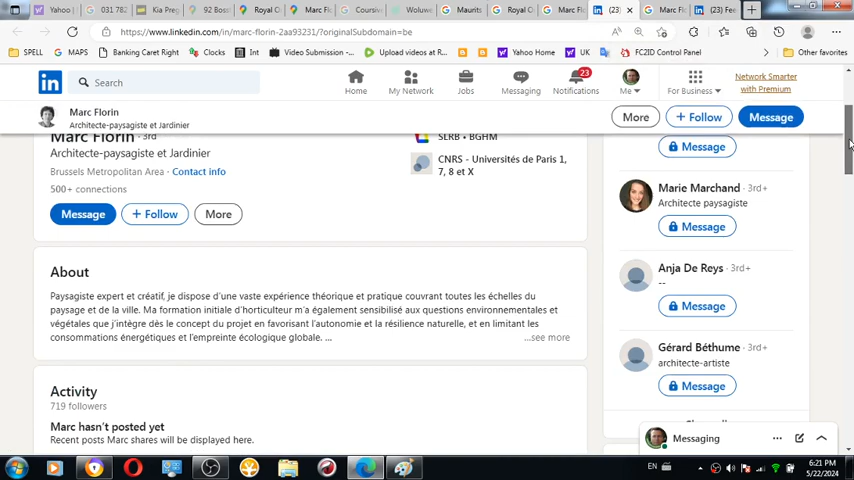 Yahoo
031 782
Kia Preg
92 Bost
Royal O
Marc Fl
Coursiv
Woluwe
Maurits
Royal O
Marc Fl
(23)
Marc Fl
(23) Fee
https://www.linkedin.com/in/marc-florin-2aa93231/?originalSubdomain=be
SPELL
MAPS
Banking Caret Right
Clocks
Int
Video Submission -...
Upload videos at R...
Yahoo Home
UK
FC2ID Control Panel
Other favorites
in
Search
Home
My Network
Jobs
Messaging
23
Notifications
Me
For Business
Network Smarter
with Premium
Marc Florin
Architecte-paysagiste et Jardinier
More
+ Follow
Message
Marc Florin · 3rd
Architecte-paysagiste et Jardinier
Brussels Metropolitan Area · Contact info
500+ connections
Message
+ Follow
More
SLRB • BGHM
CNRS - Universités de Paris 1,
7, 8 et X
About
Paysagiste expert et créatif, je dispose d'une vaste expérience théorique et pratique couvrant toutes les échelles du
paysage et de la ville. Ma formation initiale d'horticulteur m'a également sensibilisé aux questions environnementales et
végétales que j'intègre dès le concept du projet en favorisant l'autonomie et la résilience naturelle, et en limitant les
consommations énergétiques et l'empreinte écologique globale. ...
...see more
Activity
719 followers
Marc hasn't posted yet
Recent posts Marc shares will be displayed here.
Message
Marie Marchand · 3rd+
Architecte paysagiste
Message
Anja De Reys · 3rd+
--
Message
Gérard Béthume · 3rd+
architecte-artiste
Message
Messaging
EN
6:21 PM
5/22/2024